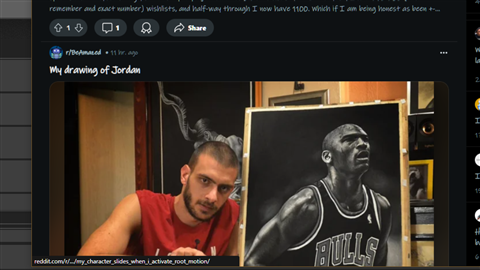 remember and exact number) wishlists, and half-way through I now have 1100. Which if I am being honest as been +-...
1
1
Share
r/BeAmazed • 11 hr. ago
My drawing of Jordan
BULLS
reddit.com/r/.../my_character_slides_when_i_activate_root_motion/